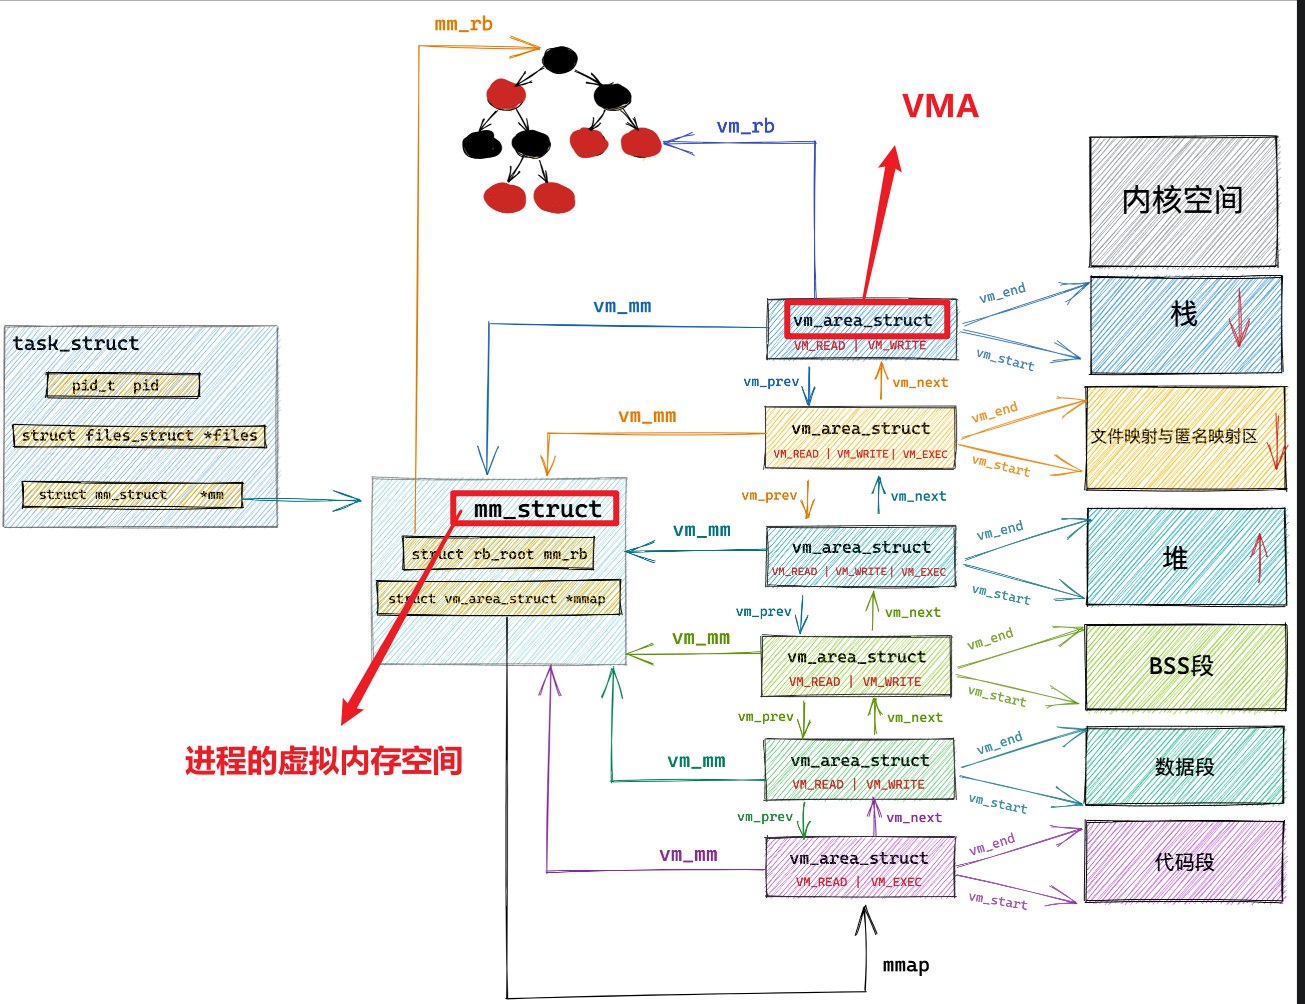 mm_rb
VMA
vm_rb
内核空间
vm_mm
vm_area_struct
VM_READ | VM_WRITE
vm_end
vm_start
栈
task_struct
pid_t pid
struct files_struct *files
struct mm_struct *mm
vm_prev
vm_next
vm_mm
vm_area_struct
VM_READ | VM_WRITE | VM_EXEC
vm_end
vm_start
文件映射与匿名映射区
vm_prev
vm_next
mm_struct
struct rb_root mm_rb
struct vm_area_struct *mmap
vm_mm
vm_area_struct
VM_READ | VM_WRITE | VM_EXEC
vm_end
vm_start
堆
vm_prev
vm_next
vm_mm
vm_area_struct
VM_READ | VM_WRITE
vm_end
vm_start
BSS段
vm_prev
vm_next
进程的虚拟内存空间
vm_mm
vm_area_struct
VM_READ | VM_WRITE
vm_end
vm_start
数据段
vm_prev
vm_next
vm_mm
vm_area_struct
VM_READ | VM_EXEC
vm_end
vm_start
代码段
mmap